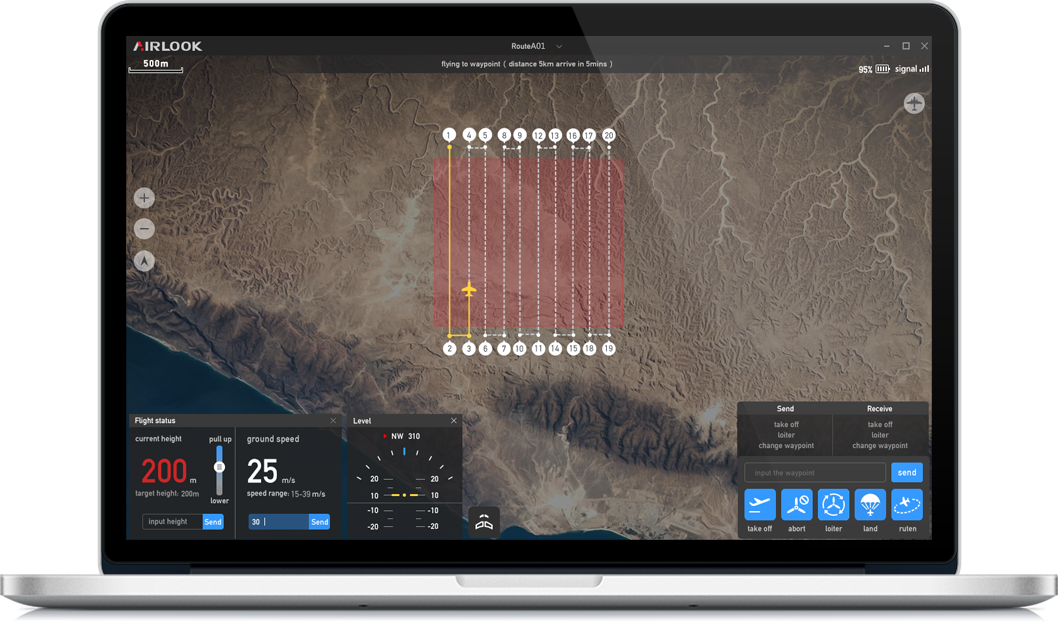 AIRLOOK
RouteA01
500m
flying to waypoint ( distance 5km arrive in 5mins )
95%
signal
1 4 5 8 9 12 13 16 17 20
2 3 6 7 10 11 14 15 18 19
Flight status
current height
pull up
200 m
target height: 200m
lower
input height
Send
ground speed
25 m/s
speed range: 15-39 m/s
30
Send
Level
NW 310
20 20
10 10
-10 -10
-20 -20
Send Receive
take off take off
loiter loiter
change waypoint change waypoint
input the waypoint
send
take off abort loiter land ruten